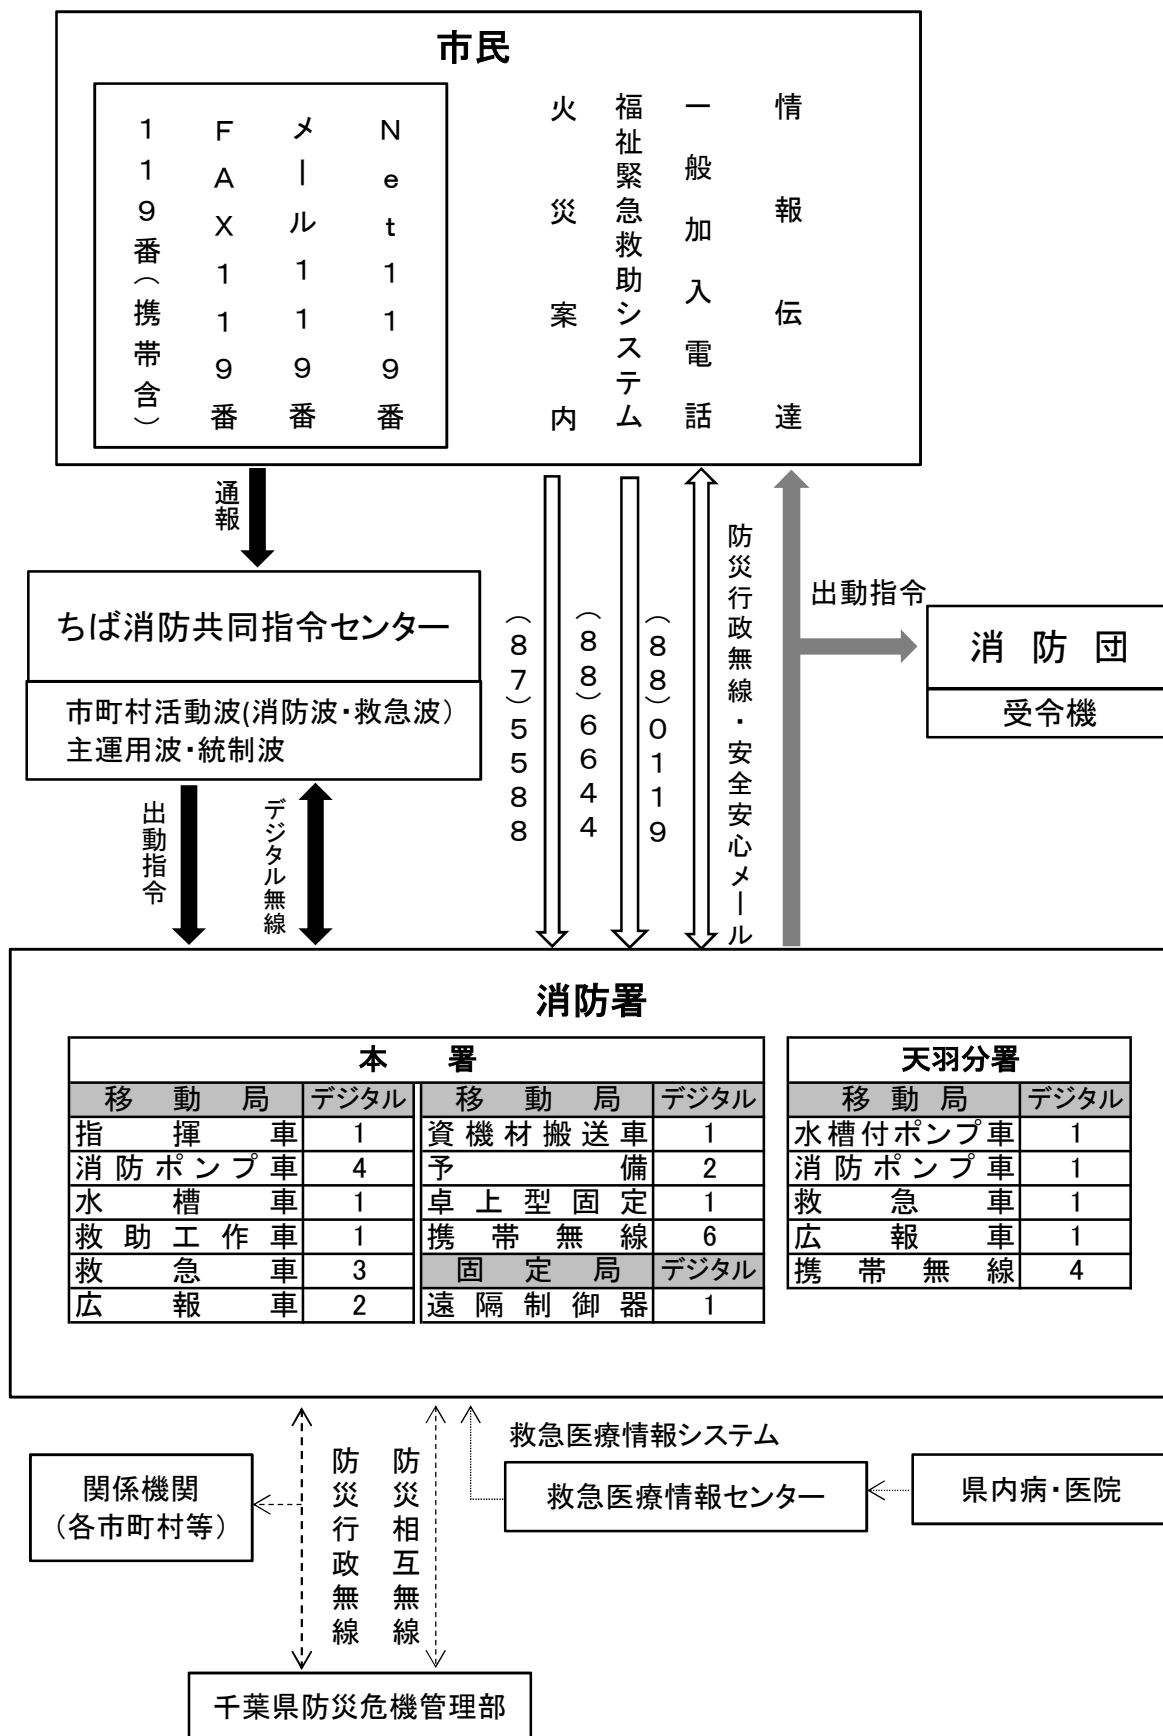 市民
119番(携帯含)
FAX119番
メール119番
Net119番
火災案内
福祉緊急救助システム
一般加入電話
情報伝達
通報
ちば消防共同指令センター
市町村活動波(消防波・救急波)
主運用波・統制波
出動指令
デジタル無線
(87)5588
(88)6644
(88)0119
防災行政無線・安全安心メール
出動指令
消防団
受令機
消防署
本署
移動局 デジタル 移動局 デジタル
指揮車 1 資機材搬送車 1
消防ポンプ車 4 予備 2
水槽車 1 卓上型固定 1
救助工作車 1 携帯無線 6
救急車 3 固定局 デジタル
広報車 2 遠隔制御器 1
天羽分署
移動局 デジタル
水槽付ポンプ車 1
消防ポンプ車 1
救急車 1
広報車 1
携帯無線 4
関係機関
(各市町村等)
防災行政無線
防災相互無線
救急医療情報システム
救急医療情報センター
県内病・医院
千葉県防災危機管理部